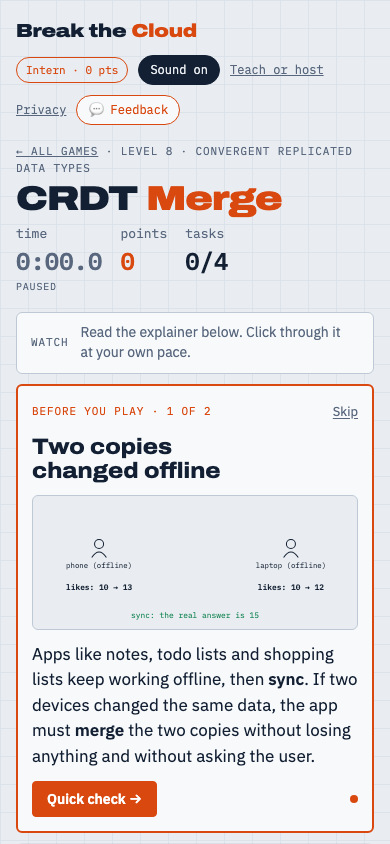 Break the Cloud
Intern · 0 pts
Sound on
Teach or host
Privacy
💬 Feedback
← ALL GAMES · LEVEL 8 · CONVERGENT REPLICATED
DATA TYPES
CRDT Merge
time points tasks
0:00.0 0 0/4
PAUSED
WATCH
Read the explainer below. Click through it
at your own pace.
BEFORE YOU PLAY · 1 OF 2
Skip
Two copies
changed offline
phone (offline)
laptop (offline)
likes: 10 → 13
likes: 10 → 12
sync: the real answer is 15
Apps like notes, todo lists and shopping
lists keep working offline, then sync. If two
devices changed the same data, the app
must merge the two copies without losing
anything and without asking the user.
Quick check →